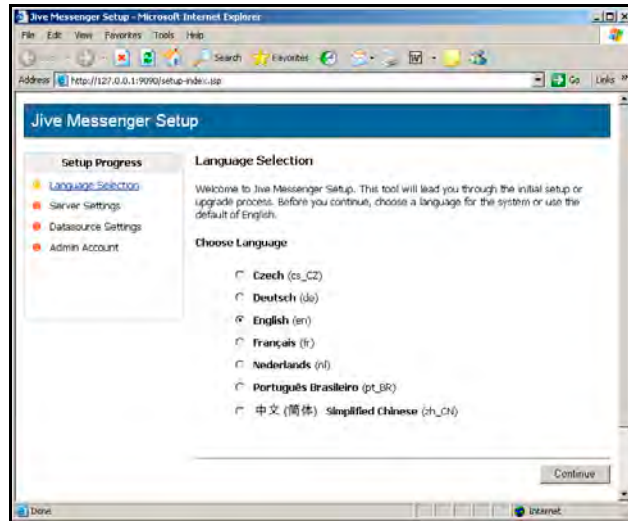 Jive Messenger Setup - Microsoft Internet Explorer
File Edit View Favorites Tools Help
Search Favorites
Address http://127.0.0.1:9090/setup-index.jsp Go Links »
Jive Messenger Setup
Setup Progress
Language Selection
Server Settings
Datasource Settings
Admin Account
Language Selection
Welcome to Jive Messenger Setup. This tool will lead you through the initial setup or
upgrade process. Before you continue, choose a language for the system or use the
default of English.
Choose Language
Czech (cs_CZ)
Deutsch (de)
English (en)
Français (fr)
Nederlands (nl)
Português Brasileiro (pt_BR)
中文 (简体) Simplified Chinese (zh_CN)
Continue
Done Internet